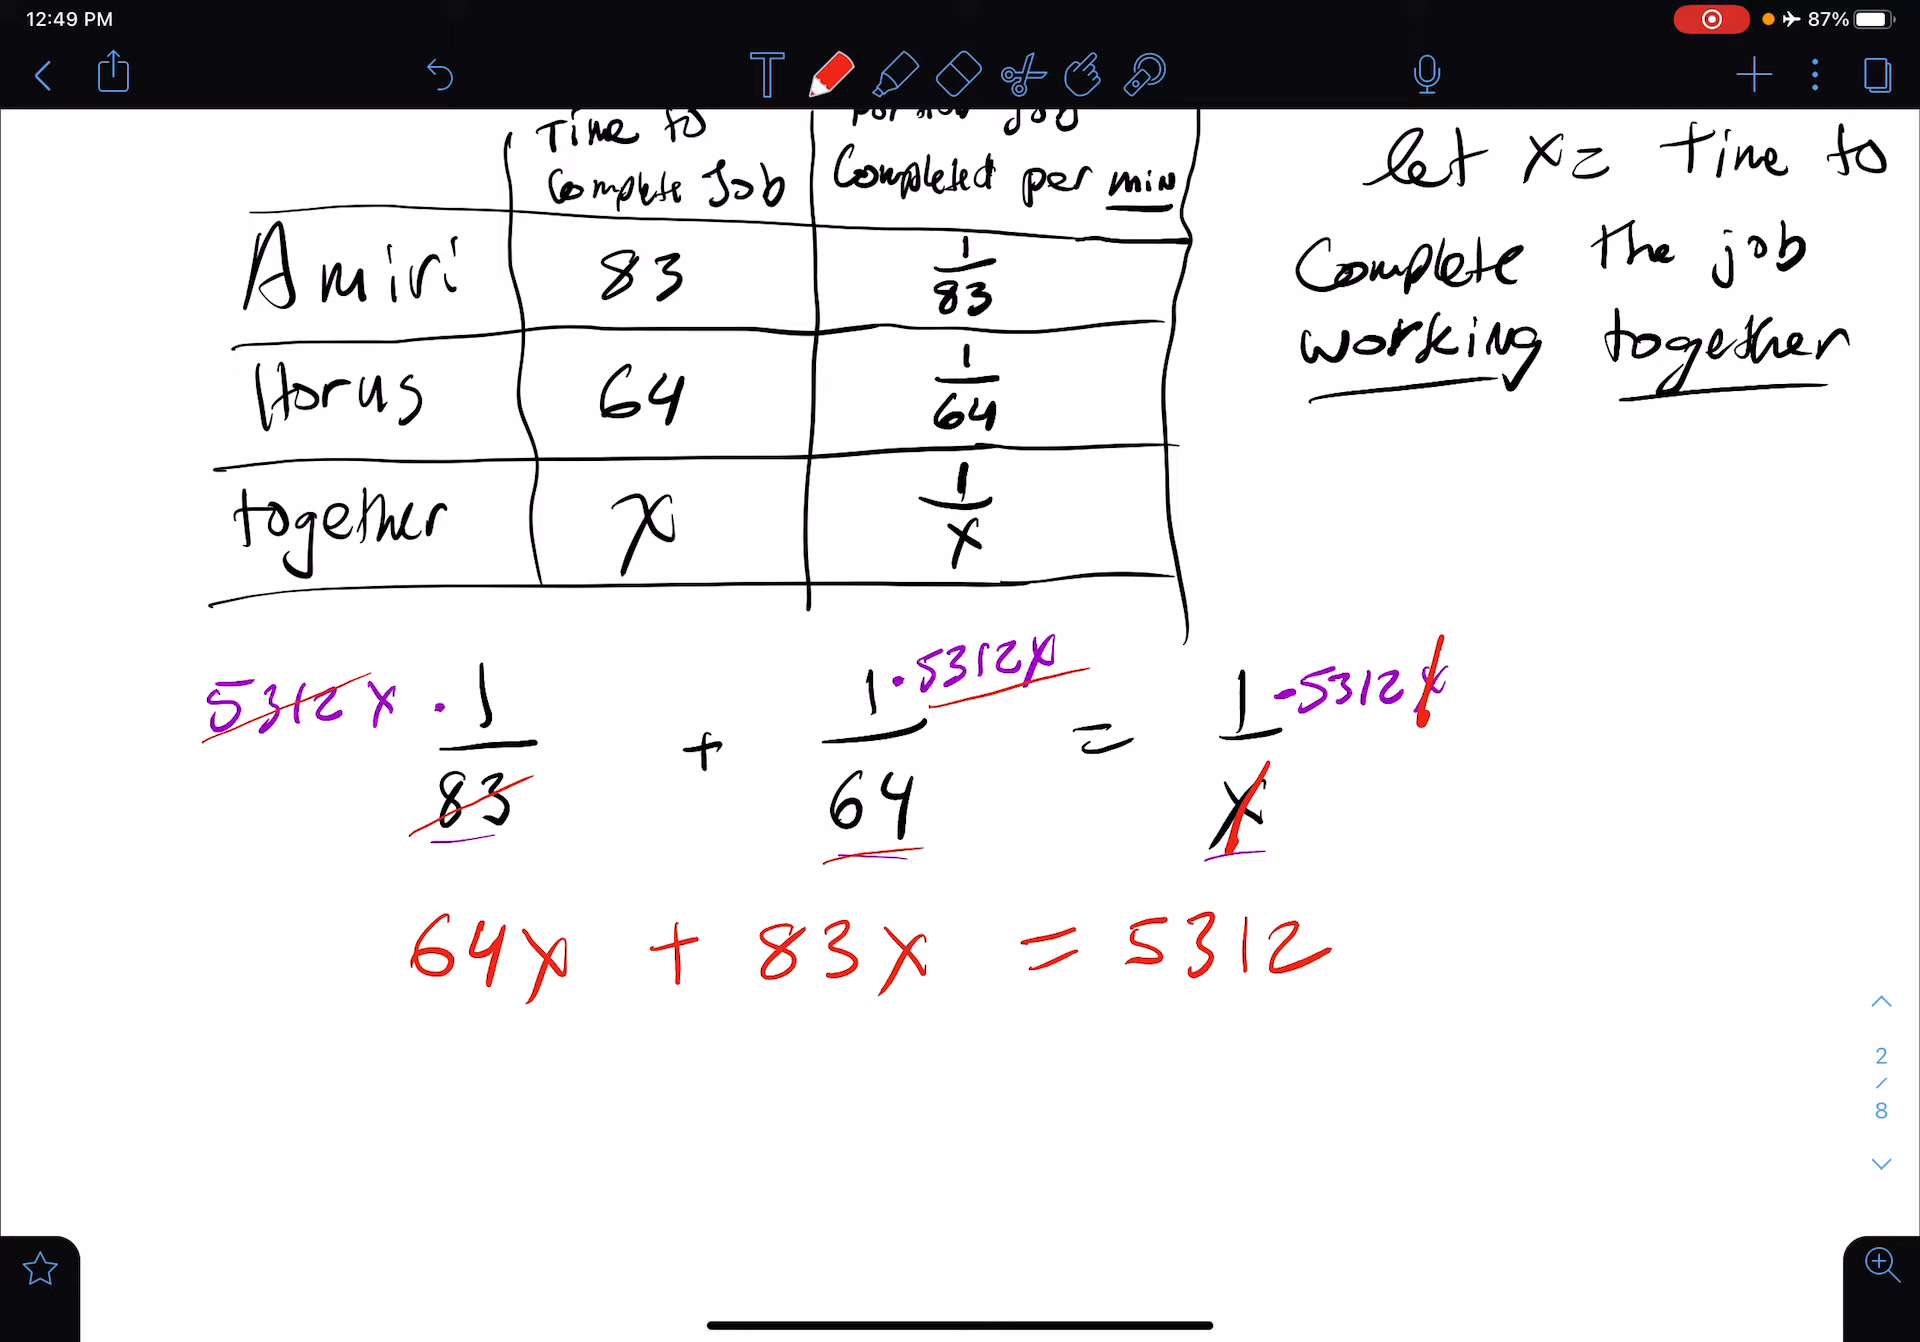 12:49 PM
87%
Time to
Complete Job
portion job
Completed per min
let x = time to
Complete the job
working together
Amiri 83 1/83
Horus 64 1/64
together x 1/x
5312x · 1/83 + 1 · 5312x/64 = 1 · 5312x/x
64x + 83x = 5312
2
/
8